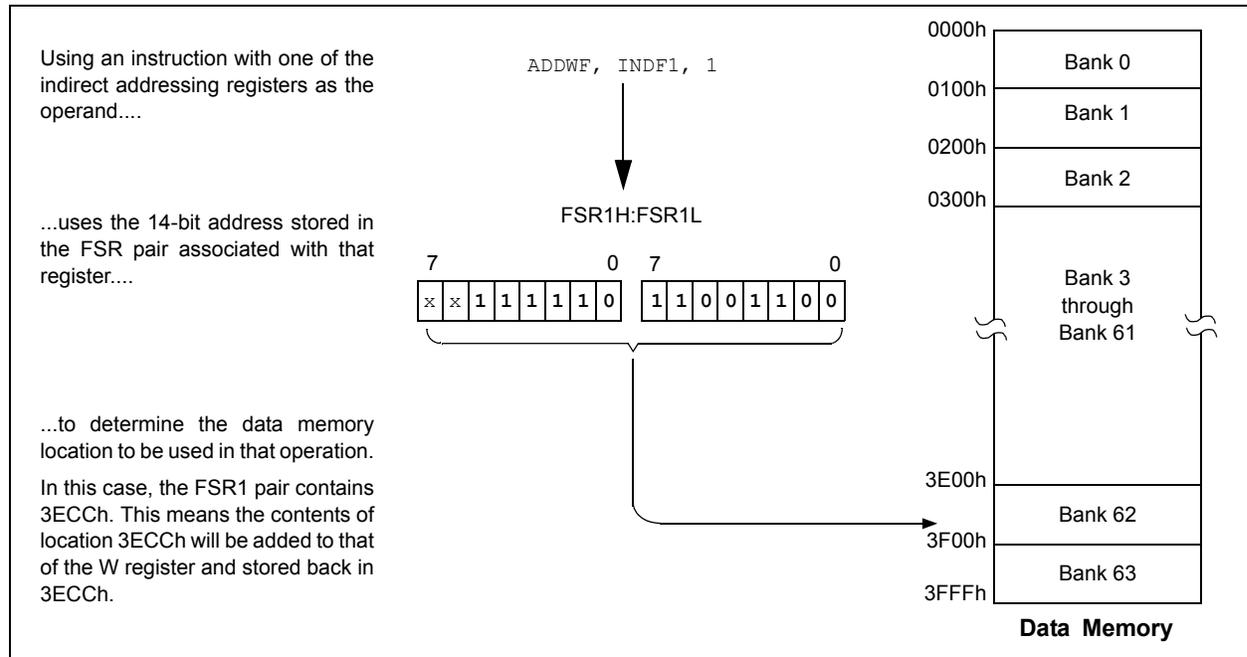 Using an instruction with one of the
indirect addressing registers as the
operand....
ADDWF, INDF1, 1
...uses the 14-bit address stored in
the FSR pair associated with that
register....
FSR1H:FSR1L
7 0 7 0
x x 1 1 1 1 1 0 1 1 0 0 1 1 0 0
...to determine the data memory
location to be used in that operation.
In this case, the FSR1 pair contains
3ECCh. This means the contents of
location 3ECCh will be added to that
of the W register and stored back in
3ECCh.
0000h
Bank 0
0100h
Bank 1
0200h
Bank 2
0300h
Bank 3
through
Bank 61
3E00h
Bank 62
3F00h
Bank 63
3FFFh
Data Memory